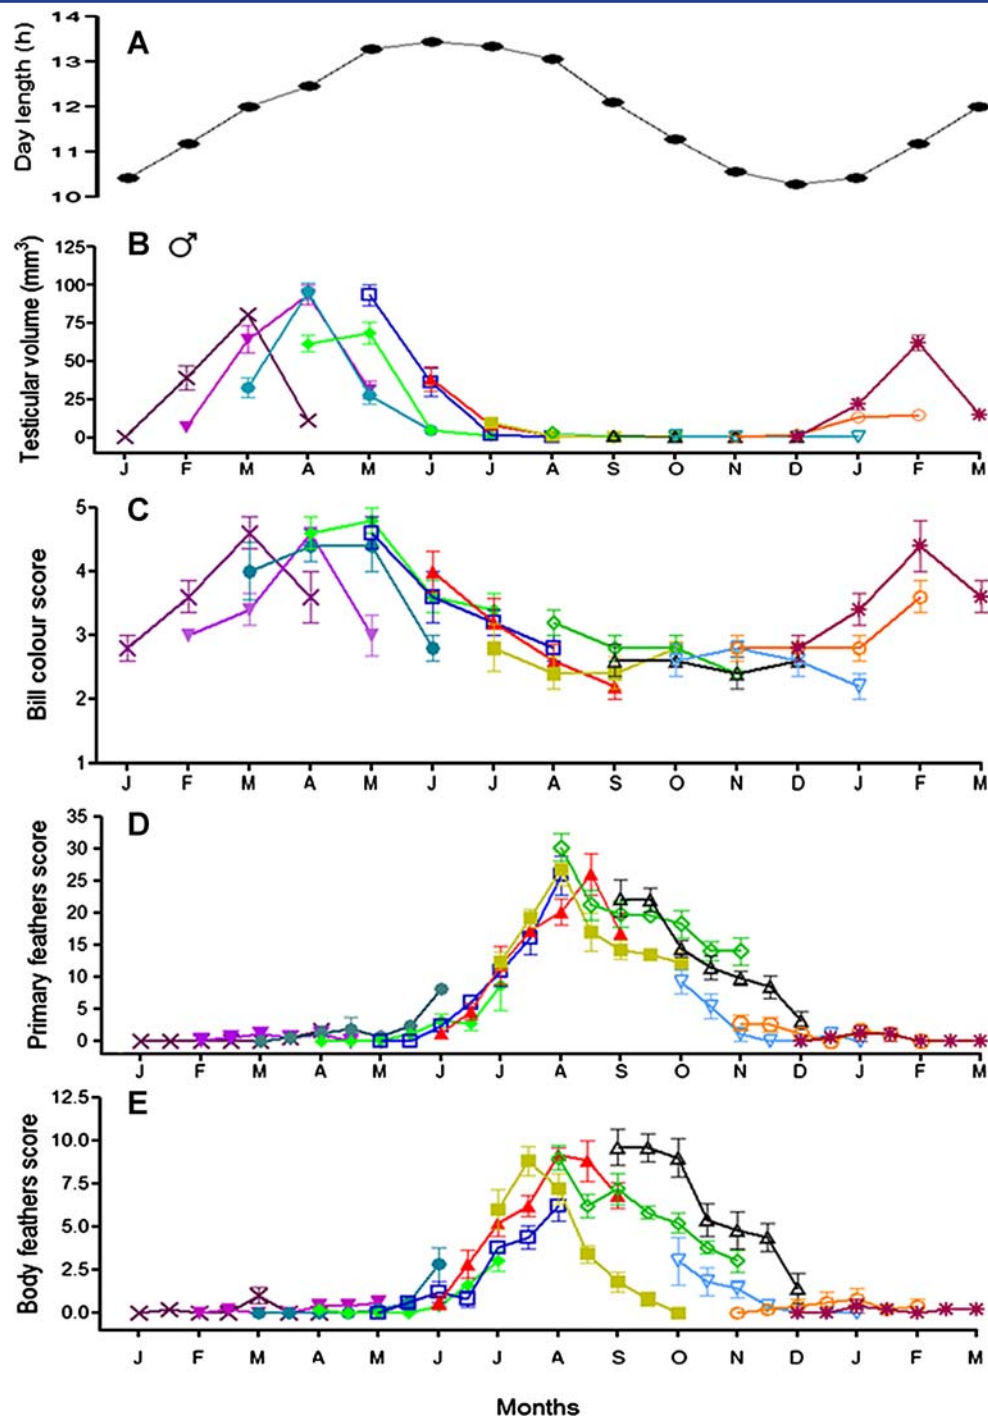 Day length (h)
14
13
12
11
10
A
Testicular volume (mm³)
125
100
75
50
25
0
B ♂
J F M A M J J A S O N D J F M
Bill colour score
5
4
3
2
1
C
J F M A M J J A S O N D J F M
Primary feathers score
35
30
25
20
15
10
5
0
D
J F M A M J J A S O N D J F M
Body feathers score
12.5
10.0
7.5
5.0
2.5
0.0
E
J F M A M J J A S O N D J F M
Months